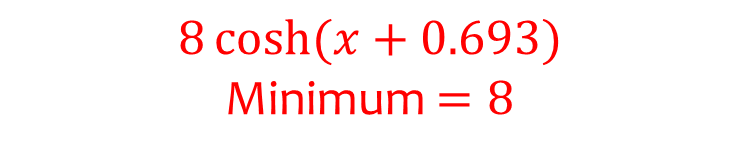 8 cosh(x + 0.693)
Minimum = 8